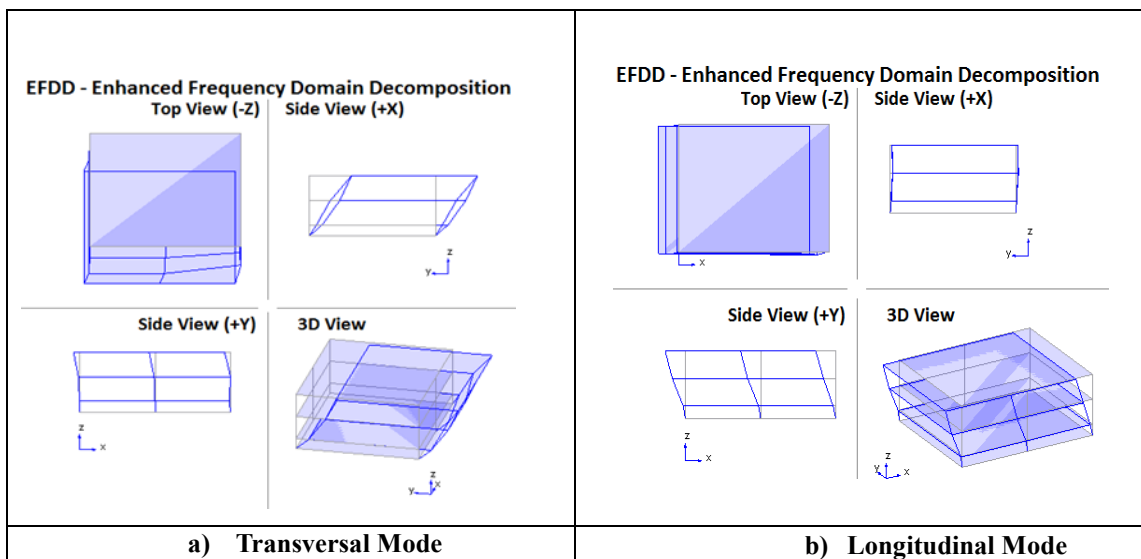 EFDD - Enhanced Frequency Domain Decomposition
Top View (-Z)
Side View (+X)
z
y
Side View (+Y)
3D View
z
x
z
x
y
a) Transversal Mode
EFDD - Enhanced Frequency Domain Decomposition
Top View (-Z)
Side View (+X)
x
z
y
Side View (+Y)
3D View
z
x
z
y
x
b) Longitudinal Mode